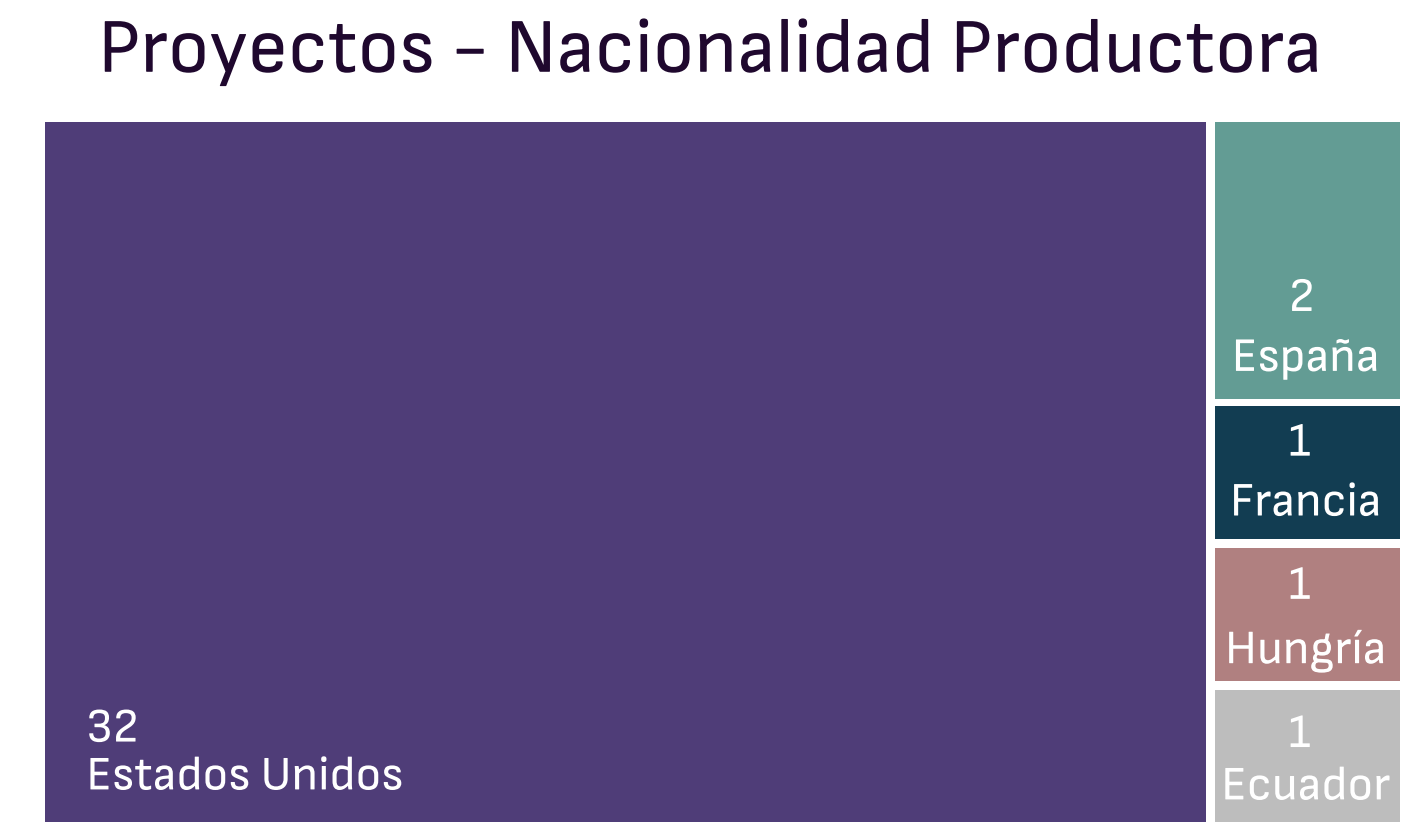 Proyectos - Nacionalidad Productora
32
Estados Unidos
2
España
1
Francia
1
Hungría
1
Ecuador